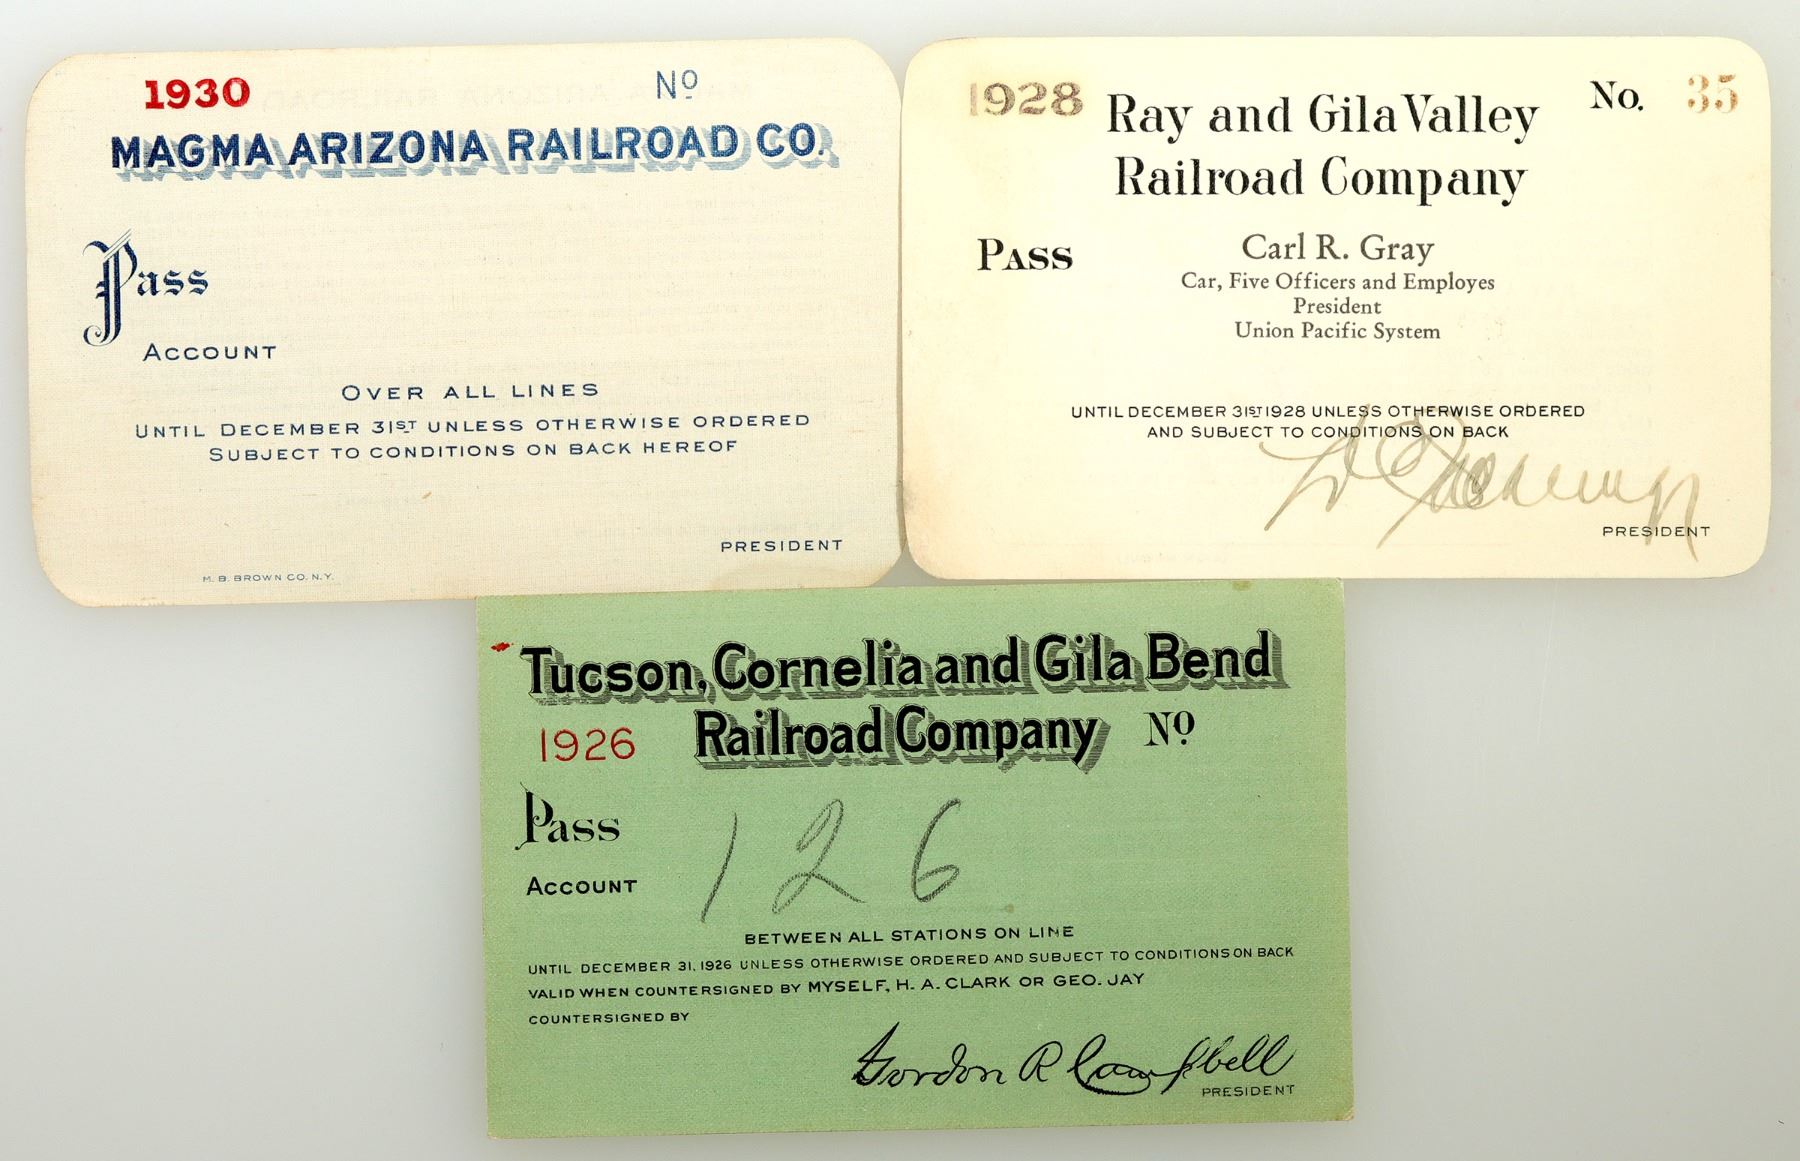 1930 Nº
MAGMA ARIZONA RAILROAD CO.
Pass
ACCOUNT
OVER ALL LINES
UNTIL DECEMBER 31ST UNLESS OTHERWISE ORDERED
SUBJECT TO CONDITIONS ON BACK HEREOF
PRESIDENT
M. B. BROWN CO. N.Y.
1928 Ray and Gila Valley No. 35
Railroad Company
PASS Carl R. Gray
Car, Five Officers and Employes
President
Union Pacific System
UNTIL DECEMBER 31ST 1928 UNLESS OTHERWISE ORDERED
AND SUBJECT TO CONDITIONS ON BACK
PRESIDENT
Tucson, Cornelia and Gila Bend
1926 Railroad Company Nº
Pass
126
ACCOUNT
BETWEEN ALL STATIONS ON LINE
UNTIL DECEMBER 31, 1926 UNLESS OTHERWISE ORDERED AND SUBJECT TO CONDITIONS ON BACK
VALID WHEN COUNTERSIGNED BY MYSELF, H. A. CLARK OR GEO. JAY
COUNTERSIGNED BY
Gordon R Campbell
PRESIDENT